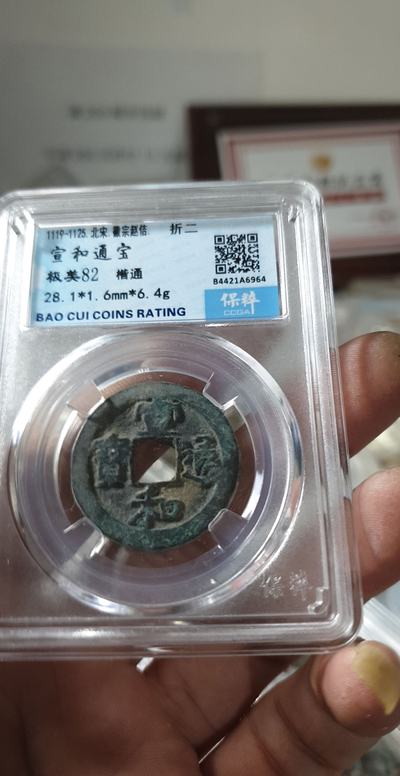 1119-1125. 北宋. 徽宗赵佶. 折二
宣和通宝
极美82 楷通
B4421A6964
28.1*1.6mm*6.4g
保粹
CCGA
BAO CUI COINS RATING
宣
寶 通
和
保粹